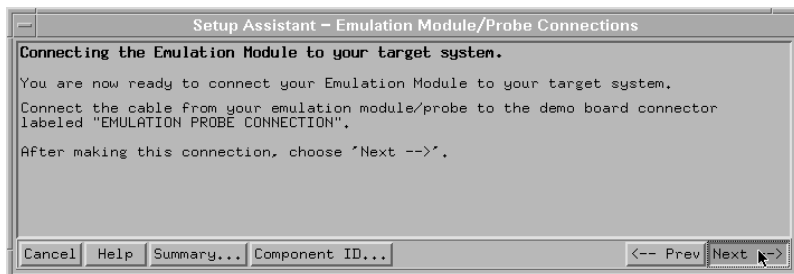 Setup Assistant – Emulation Module/Probe Connections
Connecting the Emulation Module to your target system.
You are now ready to connect your Emulation Module to your target system.
Connect the cable from your emulation module/probe to the demo board connector
labeled "EMULATION PROBE CONNECTION".
After making this connection, choose 'Next -->'.
Cancel Help Summary... Component ID... <-- Prev Next -->